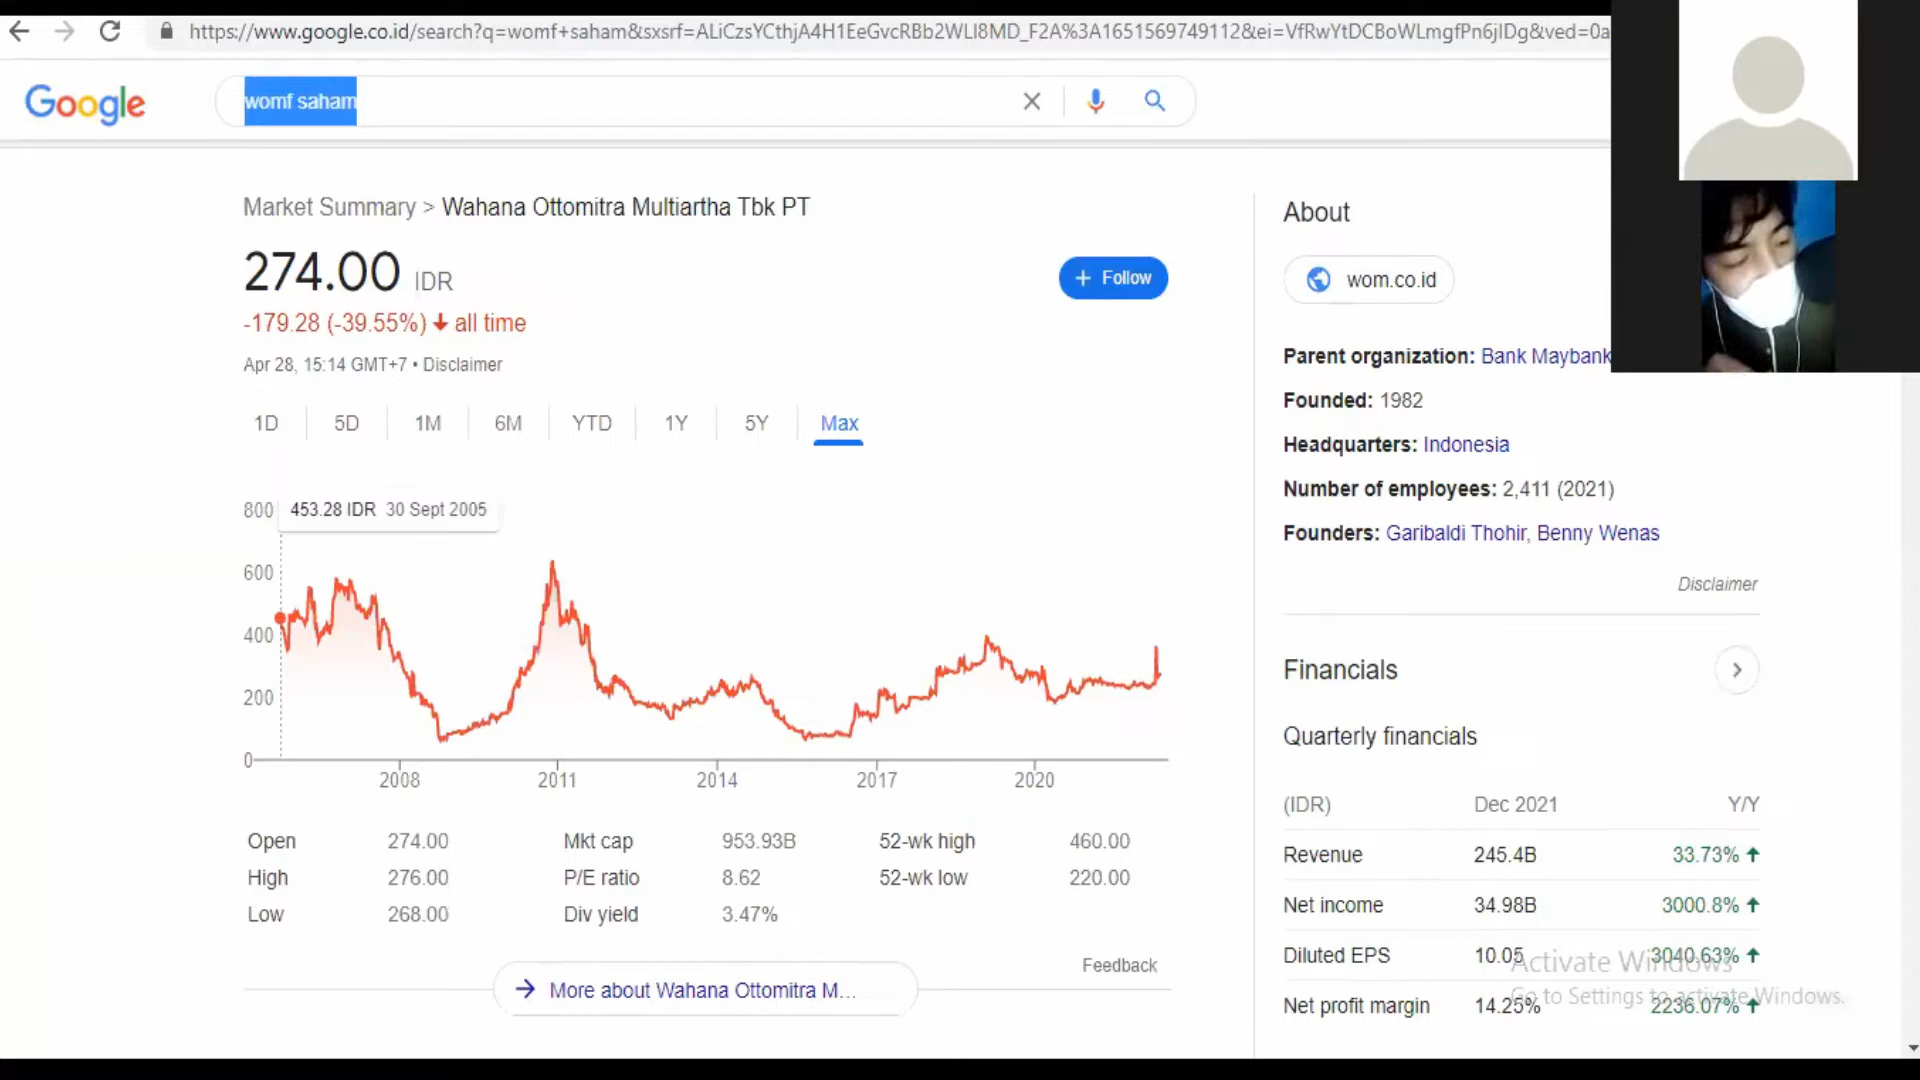 https://www.google.co.id/search?q=womf+saham&sxsrf=ALiCzsYCthjA4H1EeGvcRBb2WLI8MD_F2A%3A1651569749112&ei=VfRwYtDCBoWLmgfPn6jIDg&ved=0a
Google
womf saham
Market Summary > Wahana Ottomitra Multiartha Tbk PT
274.00 IDR
+ Follow
-179.28 (-39.55%) all time
Apr 28, 15:14 GMT+7 • Disclaimer
1D 5D 1M 6M YTD 1Y 5Y Max
453.28 IDR 30 Sept 2005
800
600
400
200
0
2008 2011 2014 2017 2020
Open 274.00 Mkt cap 953.93B 52-wk high 460.00
High 276.00 P/E ratio 8.62 52-wk low 220.00
Low 268.00 Div yield 3.47%
Feedback
More about Wahana Ottomitra M...
About
wom.co.id
Parent organization: Bank Maybank
Founded: 1982
Headquarters: Indonesia
Number of employees: 2,411 (2021)
Founders: Garibaldi Thohir, Benny Wenas
Disclaimer
Financials
Quarterly financials
(IDR) Dec 2021 Y/Y
Revenue 245.4B 33.73%
Net income 34.98B 3000.8%
Diluted EPS 10.05 3040.63%
Net profit margin 14.25% 2236.07%
Activate Windows
Go to Settings to activate Windows.